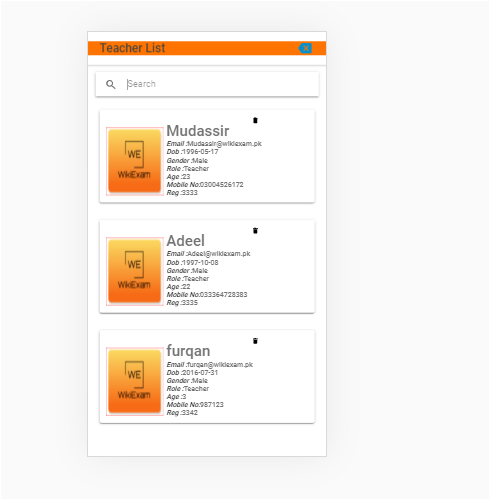 Teacher List
Search
Mudassir
Email :Mudassir@wikiexam.pk
Dob :1996-05-17
Gender :Male
Role :Teacher
Age :23
Mobile No:03004526172
Reg :3333
WE
WikiExam
Adeel
Email :Adeel@wikiexam.pk
Dob :1997-10-08
Gender :Male
Role :Teacher
Age :22
Mobile No:033364728383
Reg :3335
WE
WikiExam
furqan
Email :furqan@wikiexam.pk
Dob :2016-07-31
Gender :Male
Role :Teacher
Age :3
Mobile No:987123
Reg :3342
WE
WikiExam